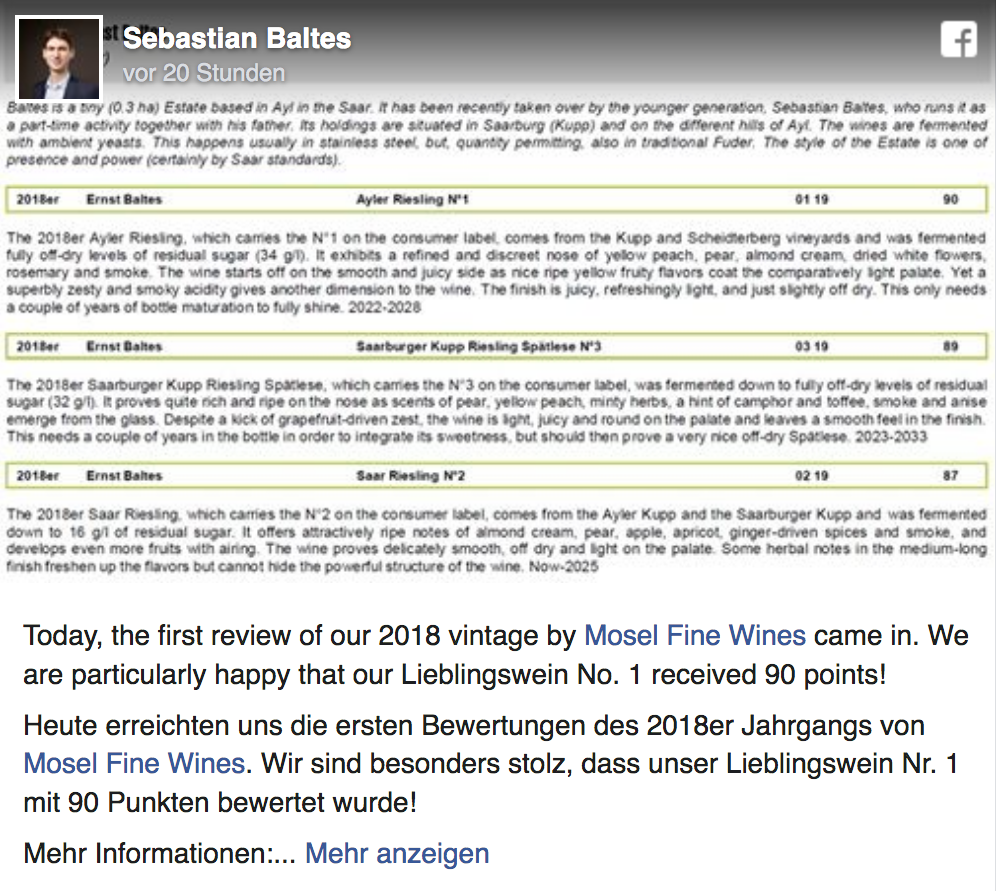 Sebastian Baltes
vor 20 Stunden
Baltes is a tiny (0.3 ha) Estate based in Ayl in the Saar. It has been recently taken over by the younger generation, Sebastian Baltes, who runs it as
a part-time activity together with his father. Its holdings are situated in Saarburg (Kupp) and on the different hills of Ayl. The wines are fermented
with ambient yeasts. This happens usually in stainless steel, but, quantity permitting, also in traditional Fuder. The style of the Estate is one of
presence and power (certainly by Saar standards).
2018er Ernst Baltes Ayler Riesling N°1 01 19 90
The 2018er Ayler Riesling, which carries the N°1 on the consumer label, comes from the Kupp and Scheidterberg vineyards and was fermented
fully off-dry levels of residual sugar (34 g/l). It exhibits a refined and discreet nose of yellow peach, pear, almond cream, dried white flowers,
rosemary and smoke. The wine starts off on the smooth and juicy side as nice ripe yellow fruity flavors coat the comparatively light palate. Yet a
superbly zesty and smoky acidity gives another dimension to the wine. The finish is juicy, refreshingly light, and just slightly off dry. This only needs
a couple of years of bottle maturation to fully shine. 2022-2028
2018er Ernst Baltes Saarburger Kupp Riesling Spätlese N°3 03 19 89
The 2018er Saarburger Kupp Riesling Spätlese, which carries the N°3 on the consumer label, was fermented down to fully off-dry levels of residual
sugar (32 g/l). It proves quite rich and ripe on the nose as scents of pear, yellow peach, minty herbs, a hint of camphor and toffee, smoke and anise
emerge from the glass. Despite a kick of grapefruit-driven zest, the wine is light, juicy and round on the palate and leaves a smooth feel in the finish.
This needs a couple of years in the bottle in order to integrate its sweetness, but should then prove a very nice off-dry Spätlese. 2023-2033
2018er Ernst Baltes Saar Riesling N°2 02 19 87
The 2018er Saar Riesling, which carries the N°2 on the consumer label, comes from the Ayler Kupp and the Saarburger Kupp and was fermented
down to 16 g/l of residual sugar. It offers attractively ripe notes of almond cream, pear, apple, apricot, ginger-driven spices and smoke, and
develops even more fruits with airing. The wine proves delicately smooth, off dry and light on the palate. Some herbal notes in the medium-long
finish freshen up the flavors but cannot hide the powerful structure of the wine. Now-2025
Today, the first review of our 2018 vintage by Mosel Fine Wines came in. We
are particularly happy that our Lieblingswein No. 1 received 90 points!
Heute erreichten uns die ersten Bewertungen des 2018er Jahrgangs von
Mosel Fine Wines. Wir sind besonders stolz, dass unser Lieblingswein Nr. 1
mit 90 Punkten bewertet wurde!
Mehr Informationen:... Mehr anzeigen